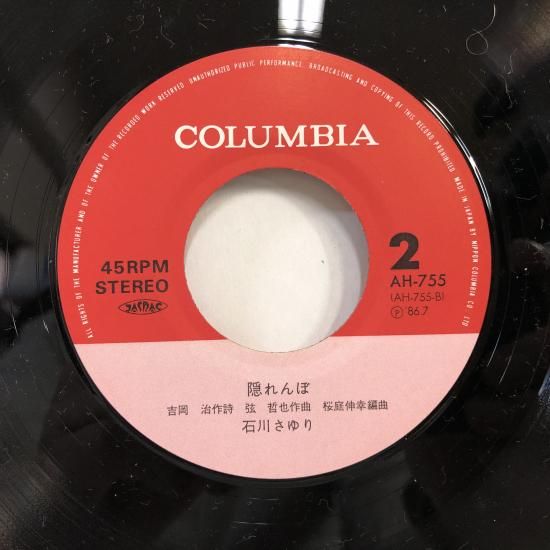 ALL RIGHTS OF THE MANUFACTURER AND OF THE OWNER OF THE RECORDED WORK RESERVED UNAUTHORIZED PUBLIC PERFORMANCE. BROADCASTING AND COPYING OF THIS RECORD PROHIBITED MADE IN JAPAN BY NIPPON COLUMBIA CO. LTD
COLUMBIA
45RPM
STEREO
JASRAC
2
AH-755
(AH-755-B)
Ⓟ '86.7
隠れんぼ
吉岡 治作詩 弦 哲也作曲 桜庭伸幸編曲
石川さゆり